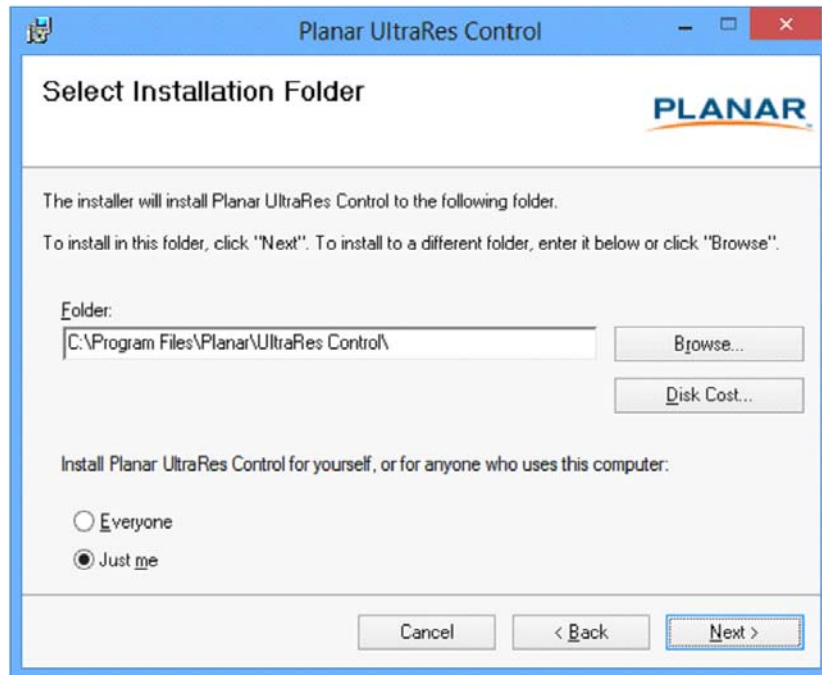 Planar UltraRes Control
Select Installation Folder
PLANAR
The installer will install Planar UltraRes Control to the following folder.
To install in this folder, click "Next". To install to a different folder, enter it below or click "Browse".
Folder:
C:\Program Files\Planar\UltraRes Control\
Browse...
Disk Cost...
Install Planar UltraRes Control for yourself, or for anyone who uses this computer:
Everyone
Just me
Cancel
< Back
Next >